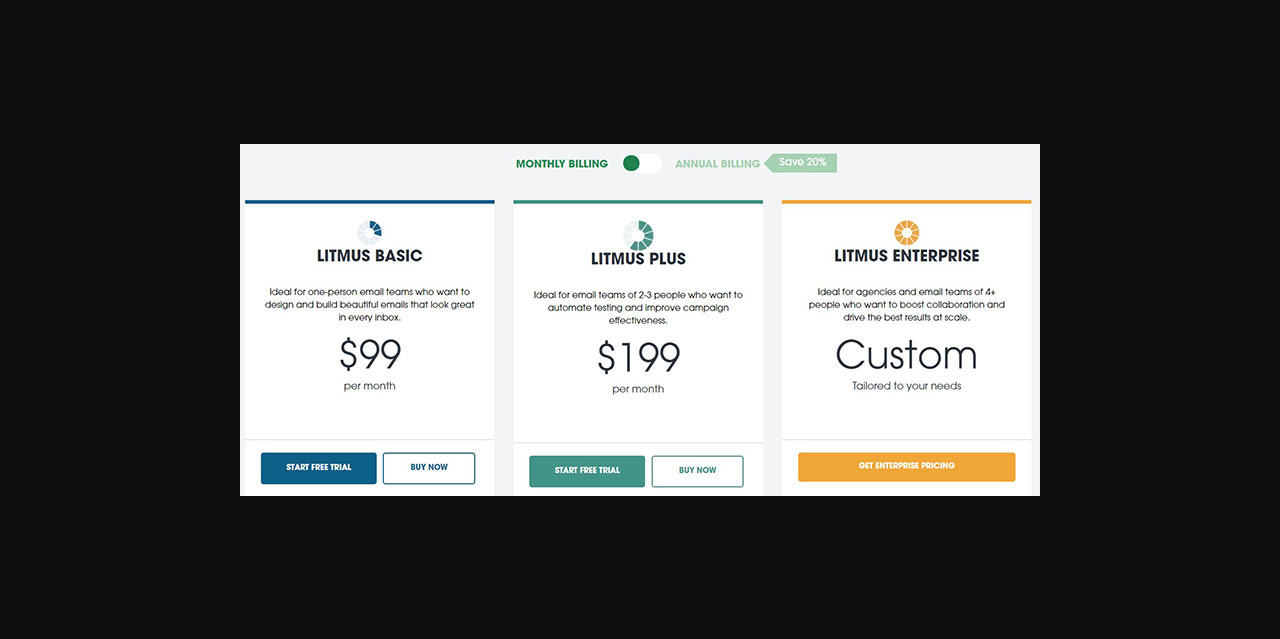 MONTHLY BILLING ANNUAL BILLING Save 20%
LITMUS BASIC
Ideal for one-person email teams who want to
design and build beautiful emails that look great
in every inbox.
$99
per month
START FREE TRIAL BUY NOW
LITMUS PLUS
Ideal for email teams of 2-3 people who want to
automate testing and improve campaign
effectiveness.
$199
per month
START FREE TRIAL BUY NOW
LITMUS ENTERPRISE
Ideal for agencies and email teams of 4+
people who want to boost collaboration and
drive the best results at scale.
Custom
Tailored to your needs
GET ENTERPRISE PRICING